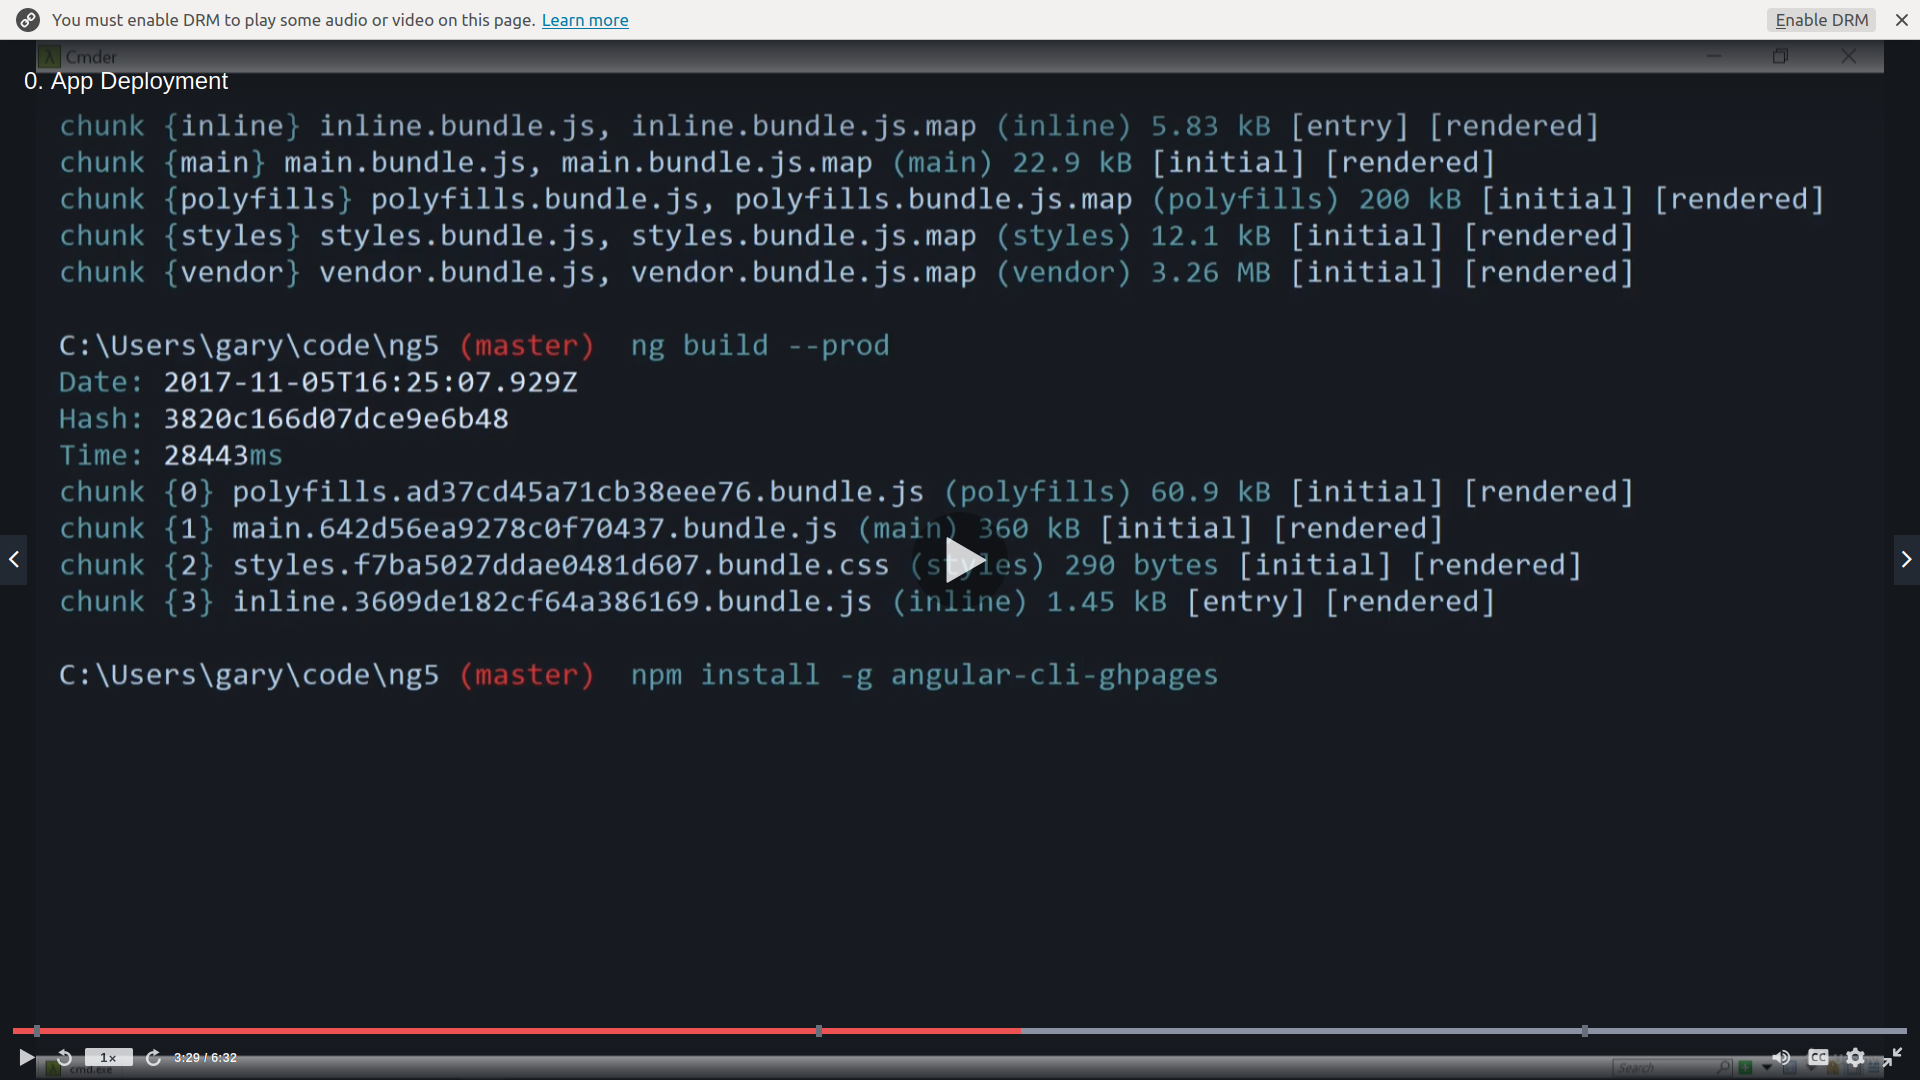 You must enable DRM to play some audio or video on this page. Learn more Enable DRM
Cmder
0. App Deployment
chunk {inline} inline.bundle.js, inline.bundle.js.map (inline) 5.83 kB [entry] [rendered]
chunk {main} main.bundle.js, main.bundle.js.map (main) 22.9 kB [initial] [rendered]
chunk {polyfills} polyfills.bundle.js, polyfills.bundle.js.map (polyfills) 200 kB [initial] [rendered]
chunk {styles} styles.bundle.js, styles.bundle.js.map (styles) 12.1 kB [initial] [rendered]
chunk {vendor} vendor.bundle.js, vendor.bundle.js.map (vendor) 3.26 MB [initial] [rendered]
C:\Users\gary\code\ng5 (master) ng build --prod
Date: 2017-11-05T16:25:07.929Z
Hash: 3820c166d07dce9e6b48
Time: 28443ms
chunk {0} polyfills.ad37cd45a71cb38eee76.bundle.js (polyfills) 60.9 kB [initial] [rendered]
chunk {1} main.642d56ea9278c0f70437.bundle.js (main) 360 kB [initial] [rendered]
chunk {2} styles.f7ba5027ddae0481d607.bundle.css (styles) 290 bytes [initial] [rendered]
chunk {3} inline.3609de182cf64a386169.bundle.js (inline) 1.45 kB [entry] [rendered]
C:\Users\gary\code\ng5 (master) npm install -g angular-cli-ghpages
1x 3:29 / 6:32 CC
cmd.exe Search